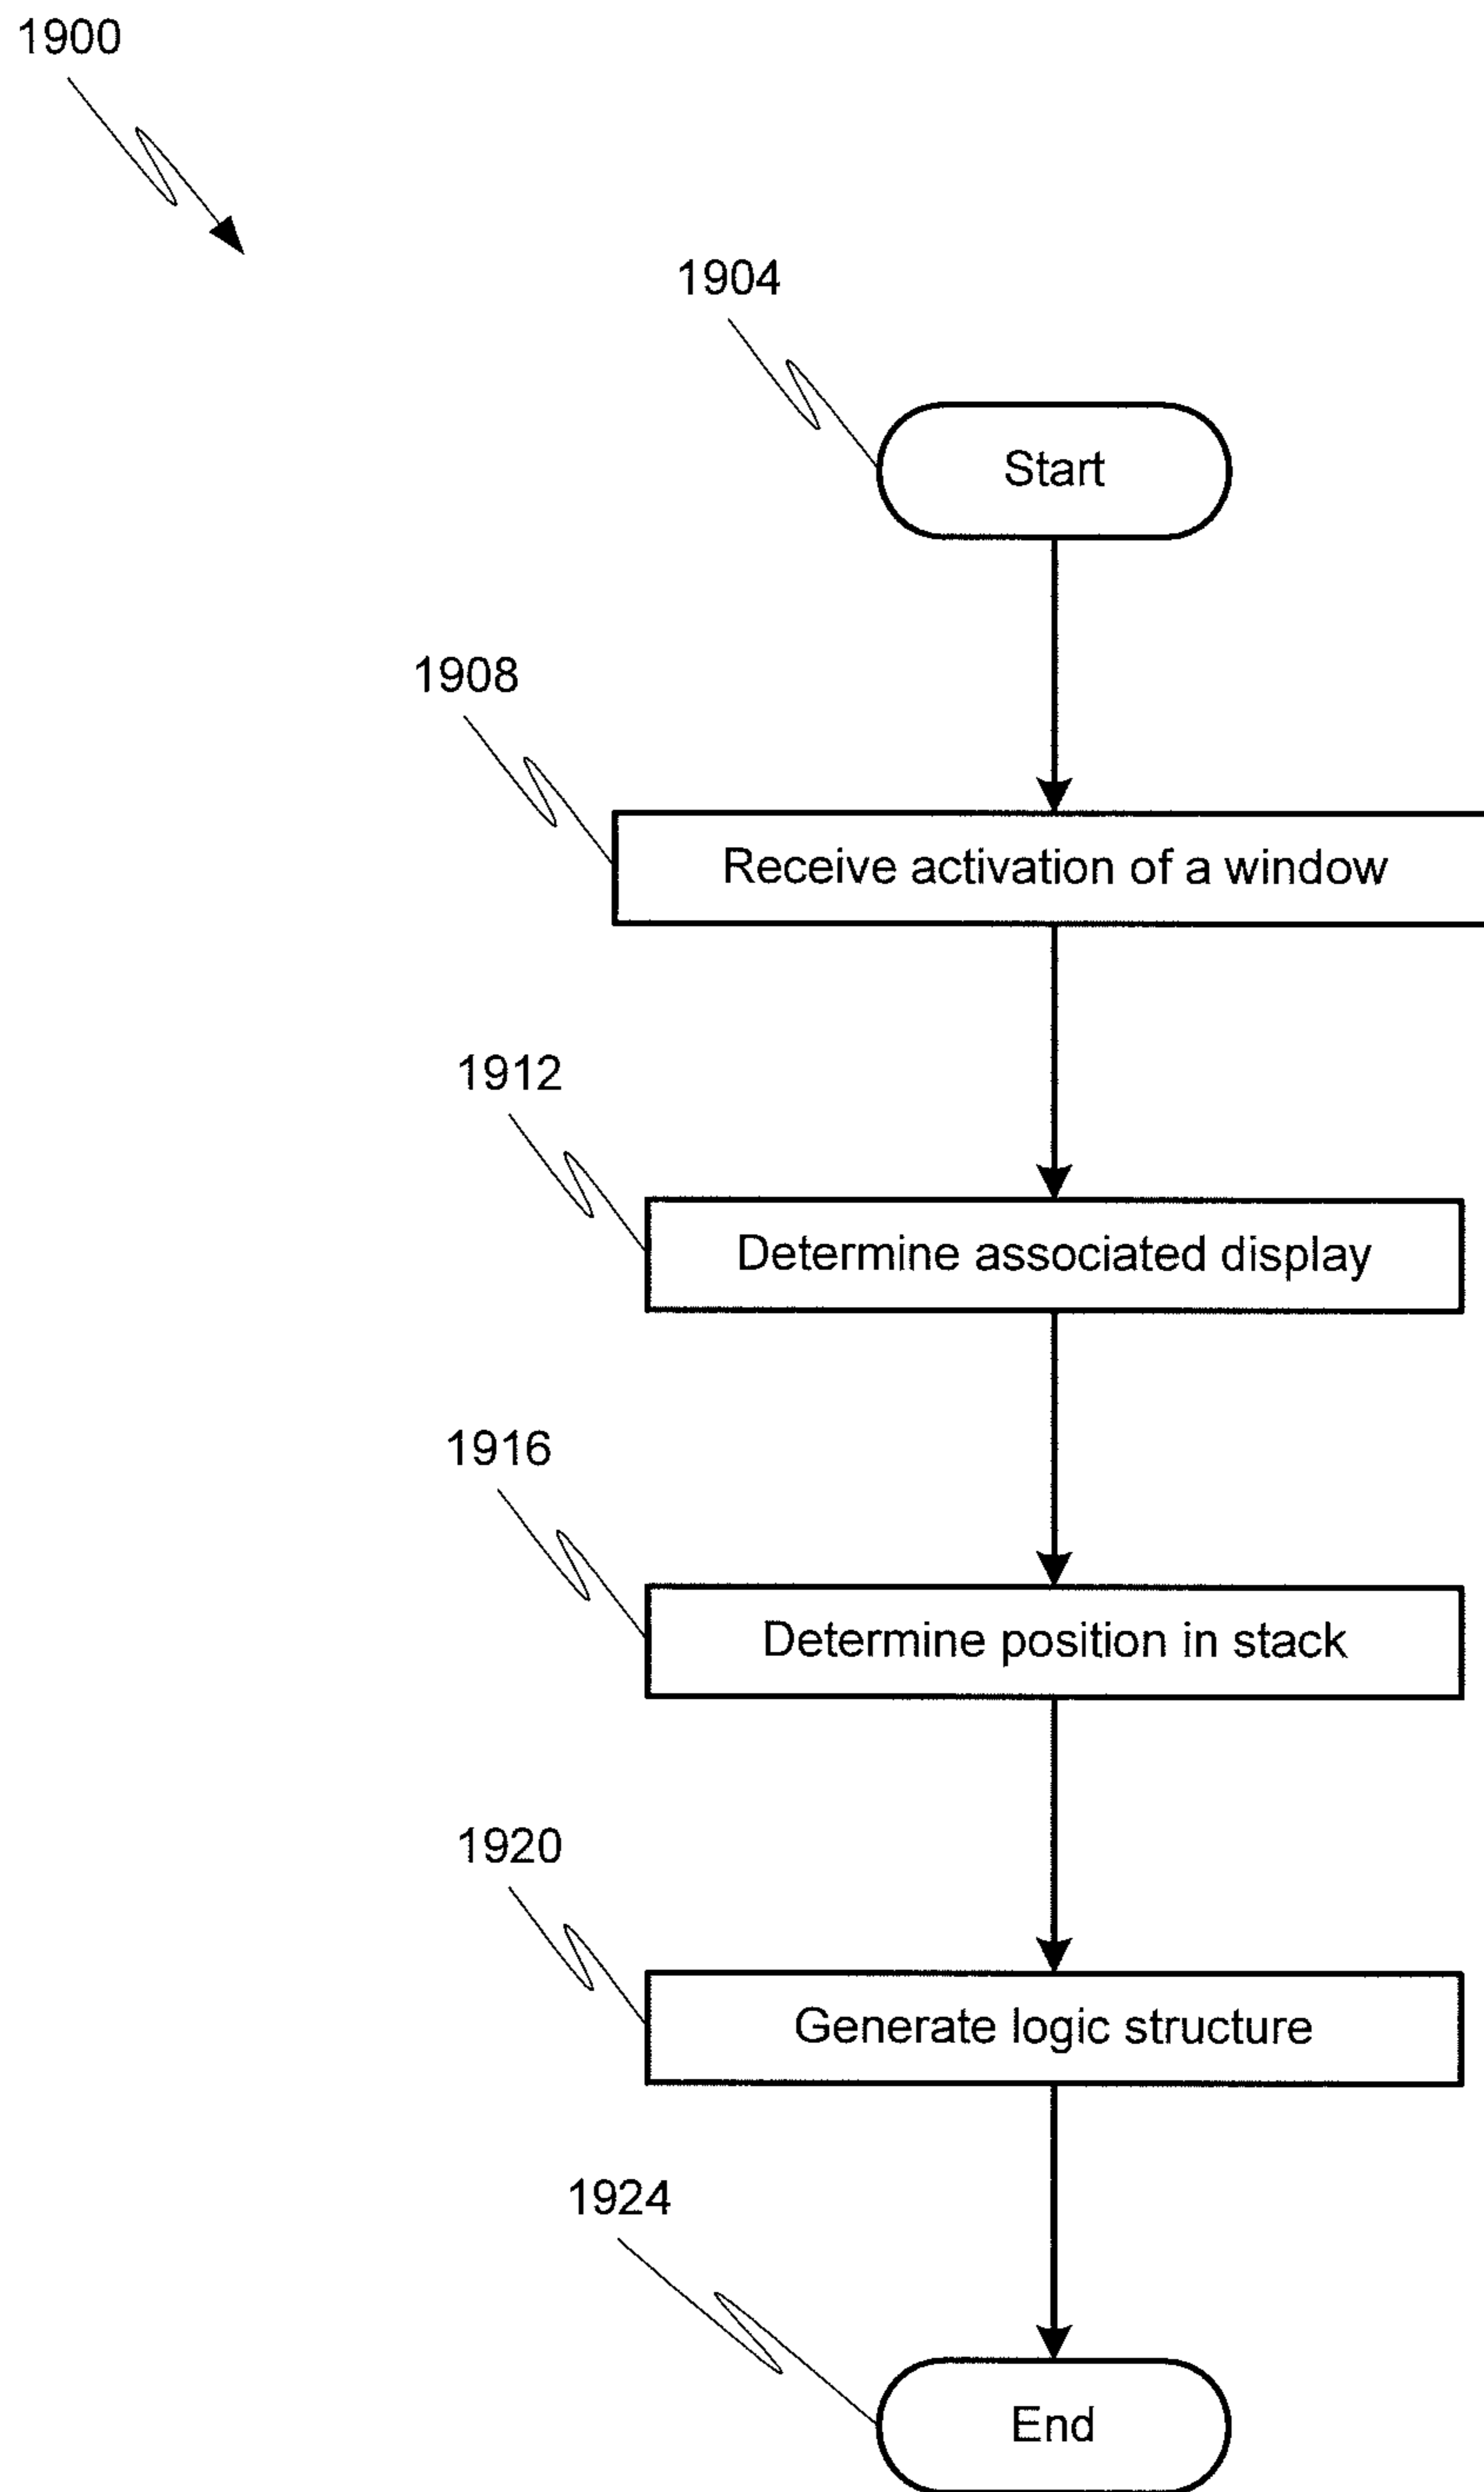 1900
1904
Start
1908
Receive activation of a window
1912
Determine associated display
1916
Determine position in stack
1920
Generate logic structure
1924
End